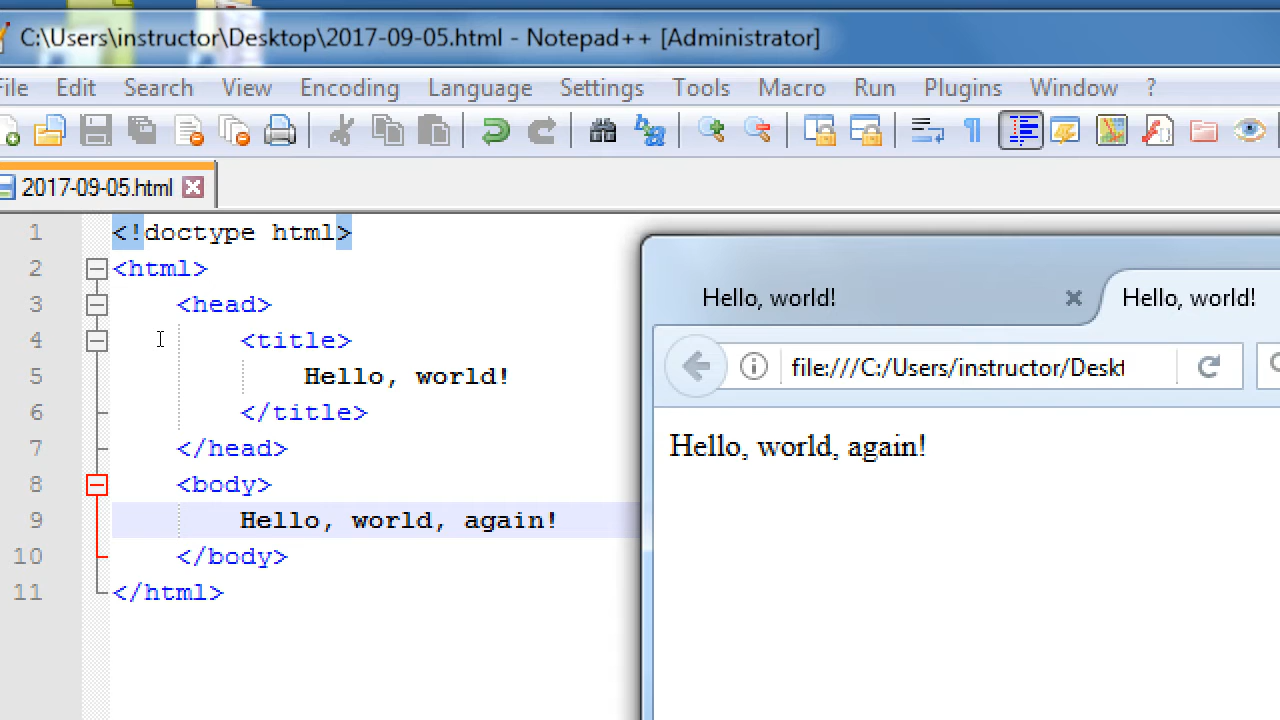 C:\Users\instructor\Desktop\2017-09-05.html - Notepad++ [Administrator]
File Edit Search View Encoding Language Settings Tools Macro Run Plugins Window ?
2017-09-05.html
1 <!doctype html>
2 <html>
3 <head>
4 <title>
5 Hello, world!
6 </title>
7 </head>
8 <body>
9 Hello, world, again!
10 </body>
11 </html>
Hello, world! Hello, world!
file:///C:/Users/instructor/Deskt
Hello, world, again!